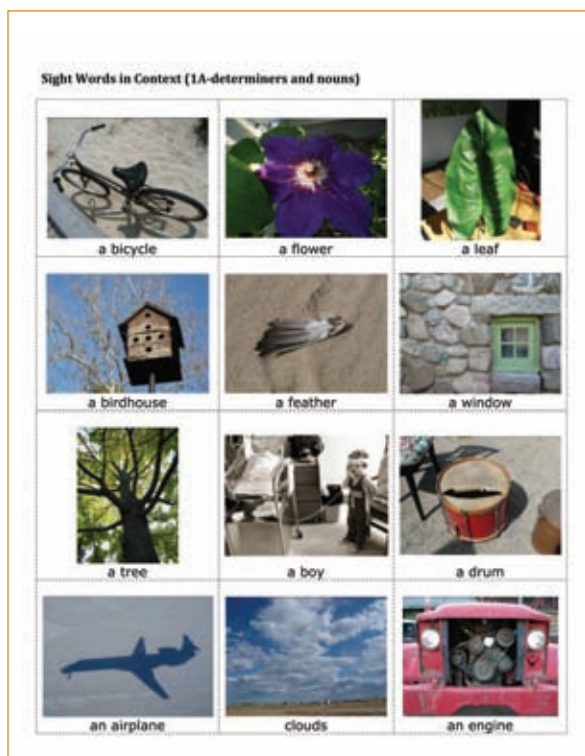 Sight Words in Context (1A-determiners and nouns)
a bicycle
a flower
a leaf
a birdhouse
a feather
a window
a tree
a boy
a drum
an airplane
clouds
an engine